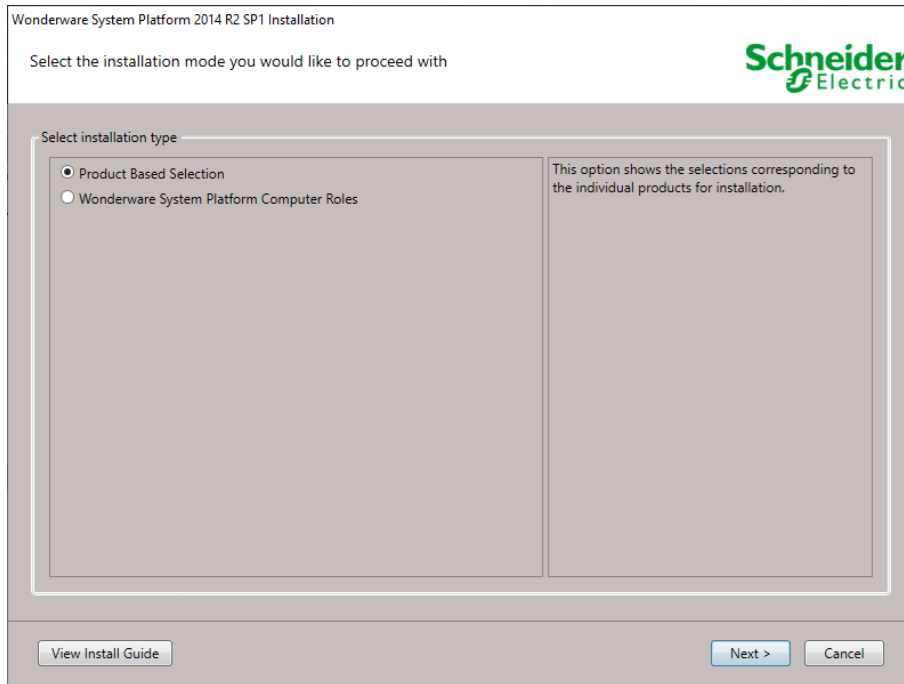 Wonderware System Platform 2014 R2 SP1 Installation
Select the installation mode you would like to proceed with
Schneider
Electric
Select installation type
Product Based Selection
Wonderware System Platform Computer Roles
This option shows the selections corresponding to
the individual products for installation.
View Install Guide
Next >
Cancel